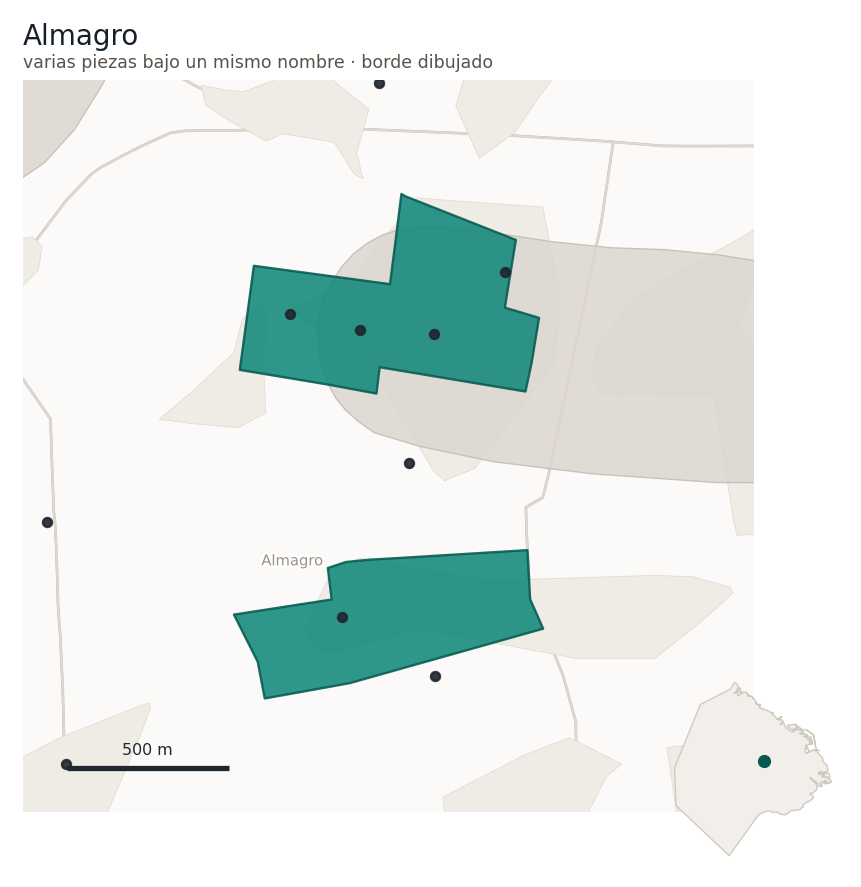 Almagro
varias piezas bajo un mismo nombre · borde dibujado
Almagro
500 m